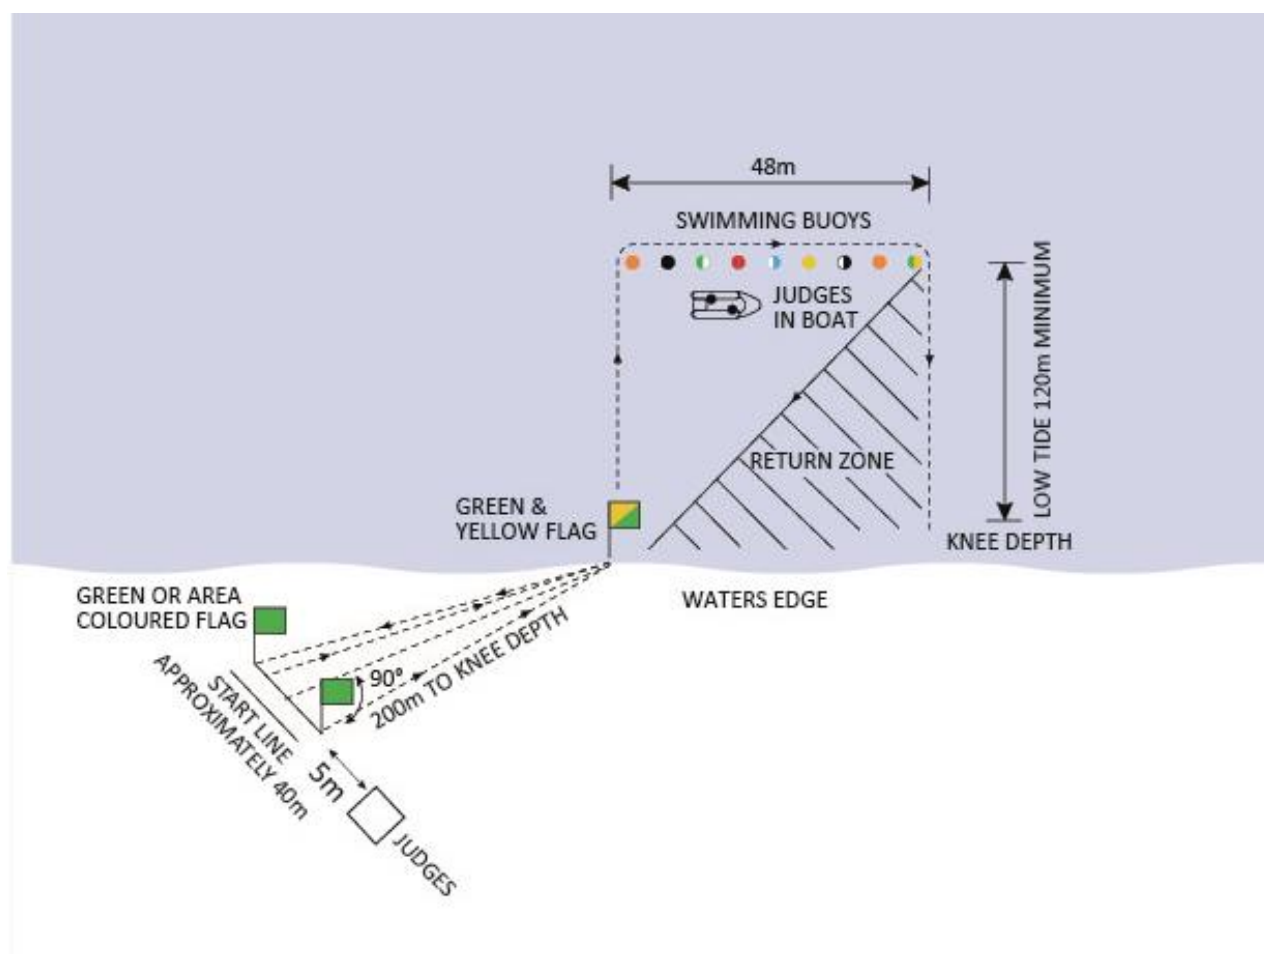 48m
SWIMMING BUOYS
JUDGES
IN BOAT
LOW TIDE 120m MINIMUM
RETURN ZONE
GREEN &
YELLOW FLAG
KNEE DEPTH
GREEN OR AREA
COLOURED FLAG
WATERS EDGE
90º
200m TO KNEE DEPTH
START LINE
APPROXIMATELY 40m
5m
JUDGES